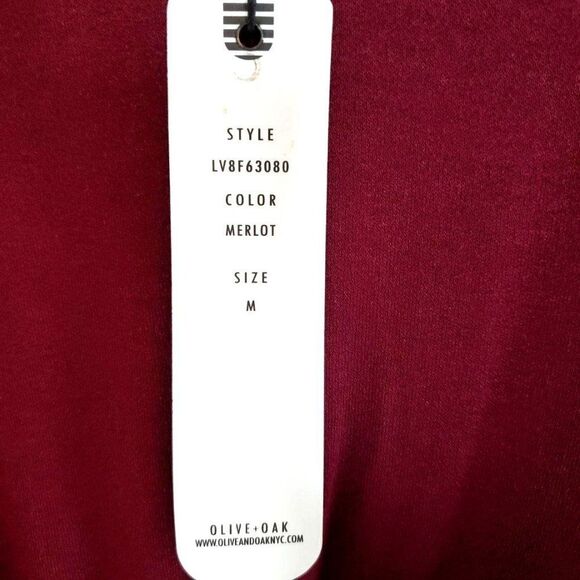 STYLE
LV8F63080
COLOR
MERLOT
SIZE
M
OLIVE+OAK
WWW.OLIVEANDOAKNYC.COM